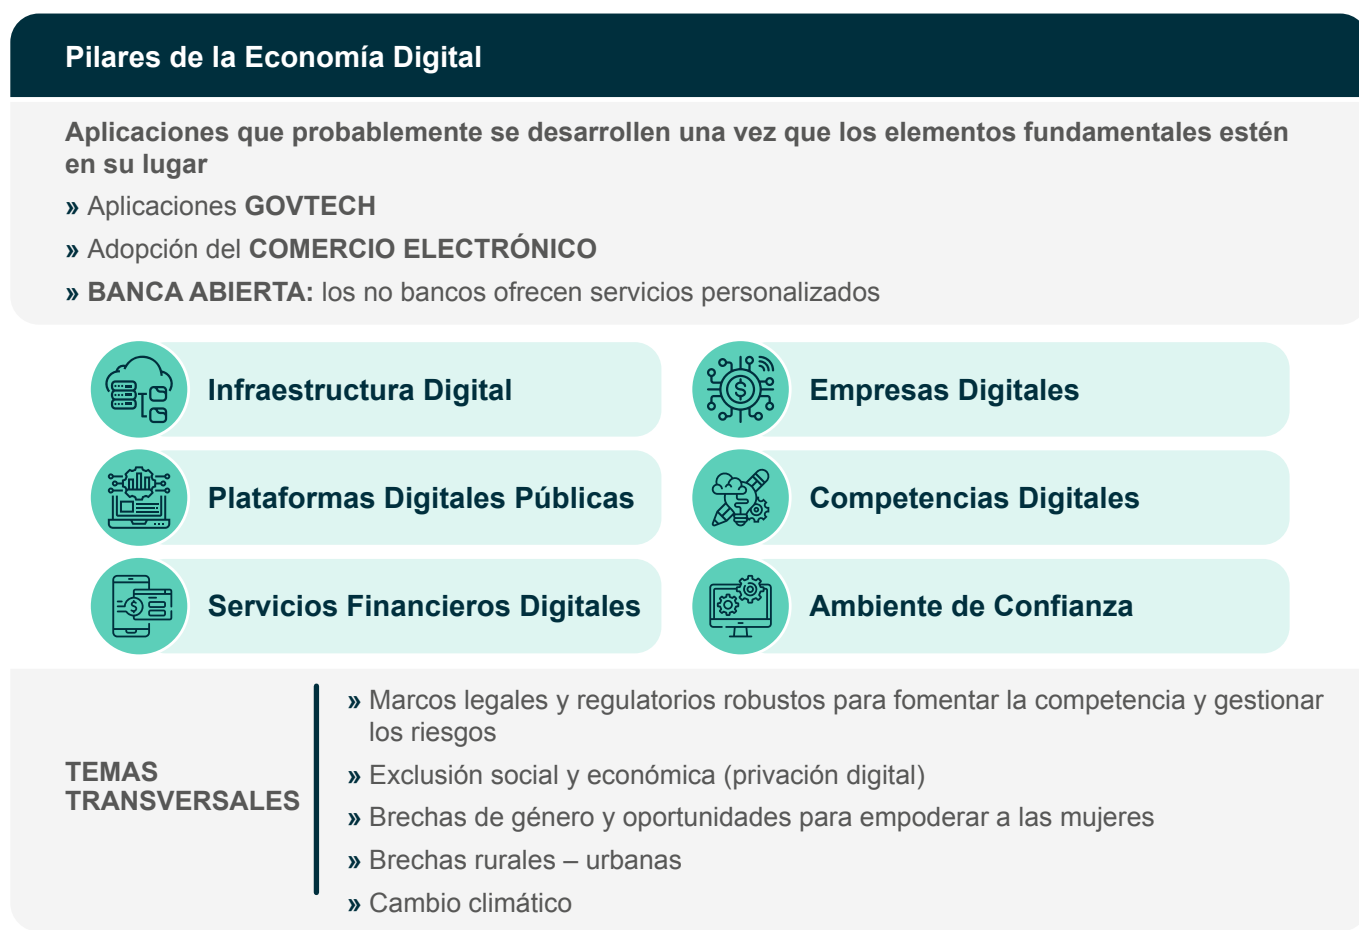 Pilares de la Economía Digital
Aplicaciones que probablemente se desarrollen una vez que los elementos fundamentales estén
en su lugar
» Aplicaciones GOVTECH
» Adopción del COMERCIO ELECTRÓNICO
» BANCA ABIERTA: los no bancos ofrecen servicios personalizados
Infraestructura Digital
Empresas Digitales
Plataformas Digitales Públicas
Competencias Digitales
Servicios Financieros Digitales
Ambiente de Confianza
TEMAS
TRANSVERSALES
» Marcos legales y regulatorios robustos para fomentar la competencia y gestionar
los riesgos
» Exclusión social y económica (privación digital)
» Brechas de género y oportunidades para empoderar a las mujeres
» Brechas rurales – urbanas
» Cambio climático